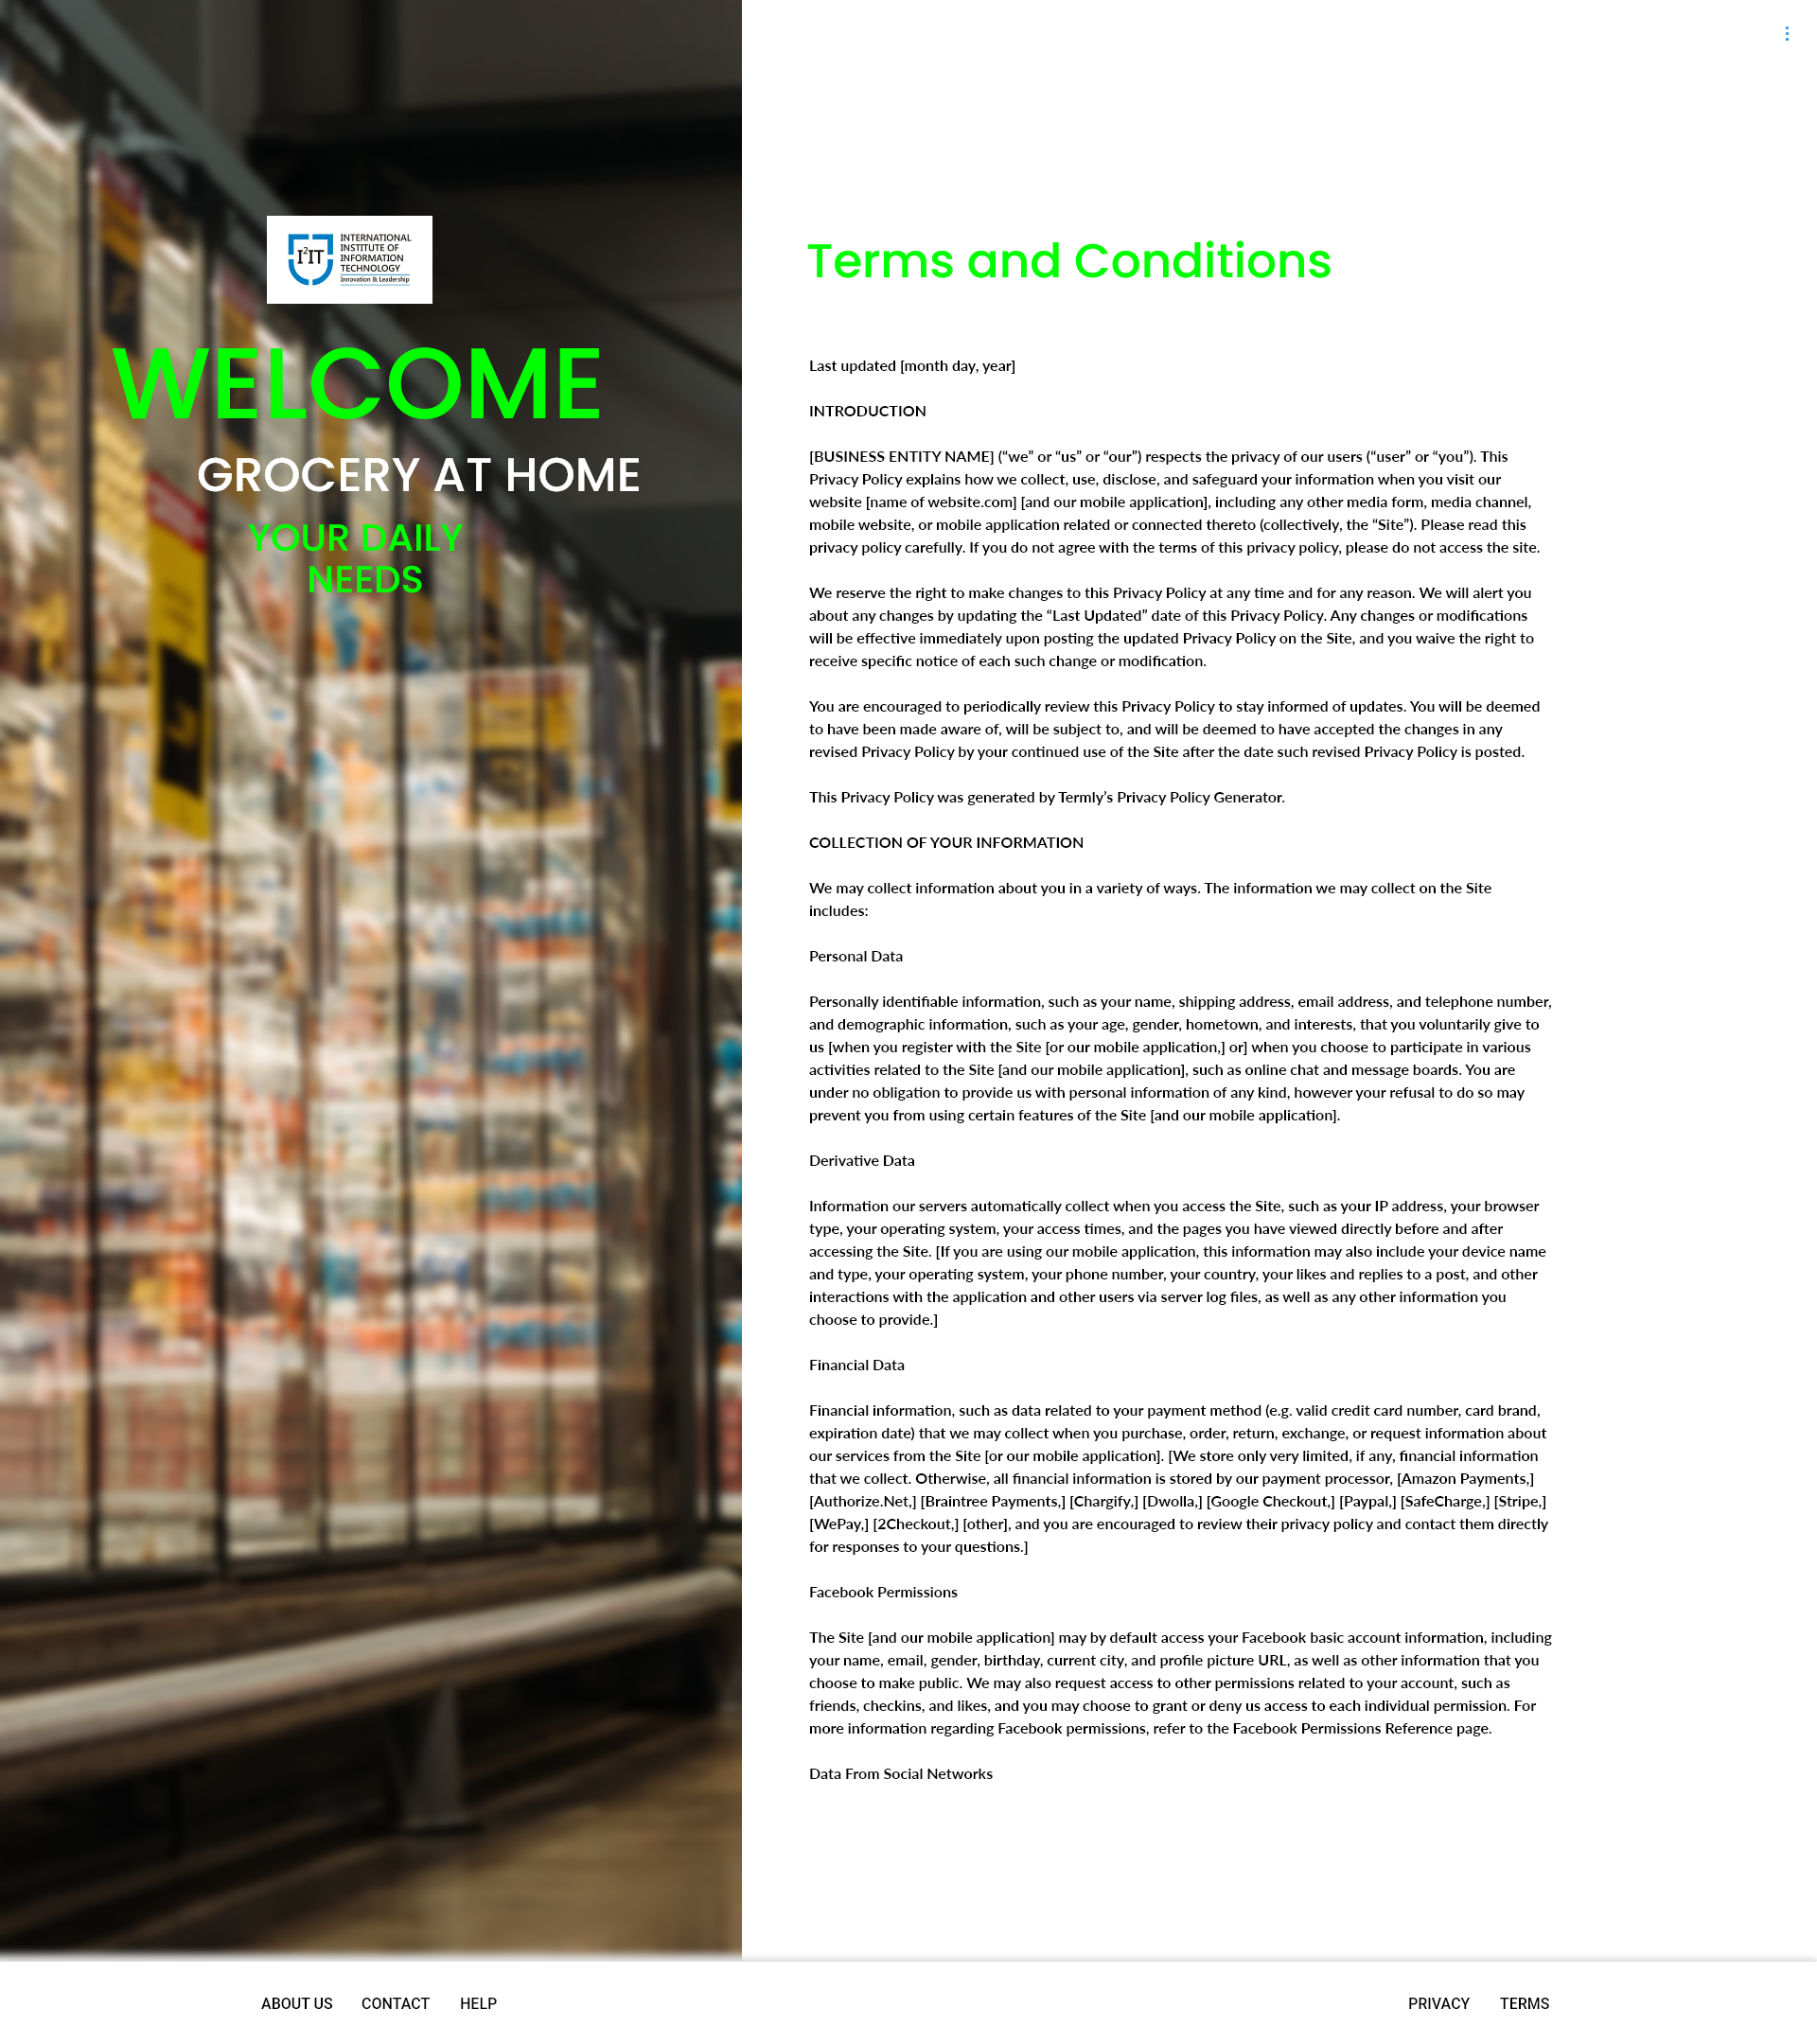 I²IT
INTERNATIONAL
INSTITUTE OF
INFORMATION
TECHNOLOGY
Innovation & Leadership
WELCOME
GROCERY AT HOME
YOUR DAILY
NEEDS
Terms and Conditions
Last updated [month day, year]
INTRODUCTION
[BUSINESS ENTITY NAME] (“we” or “us” or “our”) respects the privacy of our users (“user” or “you”). This
Privacy Policy explains how we collect, use, disclose, and safeguard your information when you visit our
website [name of website.com] [and our mobile application], including any other media form, media channel,
mobile website, or mobile application related or connected thereto (collectively, the “Site”). Please read this
privacy policy carefully. If you do not agree with the terms of this privacy policy, please do not access the site.
We reserve the right to make changes to this Privacy Policy at any time and for any reason. We will alert you
about any changes by updating the “Last Updated” date of this Privacy Policy. Any changes or modifications
will be effective immediately upon posting the updated Privacy Policy on the Site, and you waive the right to
receive specific notice of each such change or modification.
You are encouraged to periodically review this Privacy Policy to stay informed of updates. You will be deemed
to have been made aware of, will be subject to, and will be deemed to have accepted the changes in any
revised Privacy Policy by your continued use of the Site after the date such revised Privacy Policy is posted.
This Privacy Policy was generated by Termly’s Privacy Policy Generator.
COLLECTION OF YOUR INFORMATION
We may collect information about you in a variety of ways. The information we may collect on the Site
includes:
Personal Data
Personally identifiable information, such as your name, shipping address, email address, and telephone number,
and demographic information, such as your age, gender, hometown, and interests, that you voluntarily give to
us [when you register with the Site [or our mobile application,] or] when you choose to participate in various
activities related to the Site [and our mobile application], such as online chat and message boards. You are
under no obligation to provide us with personal information of any kind, however your refusal to do so may
prevent you from using certain features of the Site [and our mobile application].
Derivative Data
Information our servers automatically collect when you access the Site, such as your IP address, your browser
type, your operating system, your access times, and the pages you have viewed directly before and after
accessing the Site. [If you are using our mobile application, this information may also include your device name
and type, your operating system, your phone number, your country, your likes and replies to a post, and other
interactions with the application and other users via server log files, as well as any other information you
choose to provide.]
Financial Data
Financial information, such as data related to your payment method (e.g. valid credit card number, card brand,
expiration date) that we may collect when you purchase, order, return, exchange, or request information about
our services from the Site [or our mobile application]. [We store only very limited, if any, financial information
that we collect. Otherwise, all financial information is stored by our payment processor, [Amazon Payments,]
[Authorize.Net,] [Braintree Payments,] [Chargify,] [Dwolla,] [Google Checkout,] [Paypal,] [SafeCharge,] [Stripe,]
[WePay,] [2Checkout,] [other], and you are encouraged to review their privacy policy and contact them directly
for responses to your questions.]
Facebook Permissions
The Site [and our mobile application] may by default access your Facebook basic account information, including
your name, email, gender, birthday, current city, and profile picture URL, as well as other information that you
choose to make public. We may also request access to other permissions related to your account, such as
friends, checkins, and likes, and you may choose to grant or deny us access to each individual permission. For
more information regarding Facebook permissions, refer to the Facebook Permissions Reference page.
Data From Social Networks
ABOUT US CONTACT HELP PRIVACY TERMS